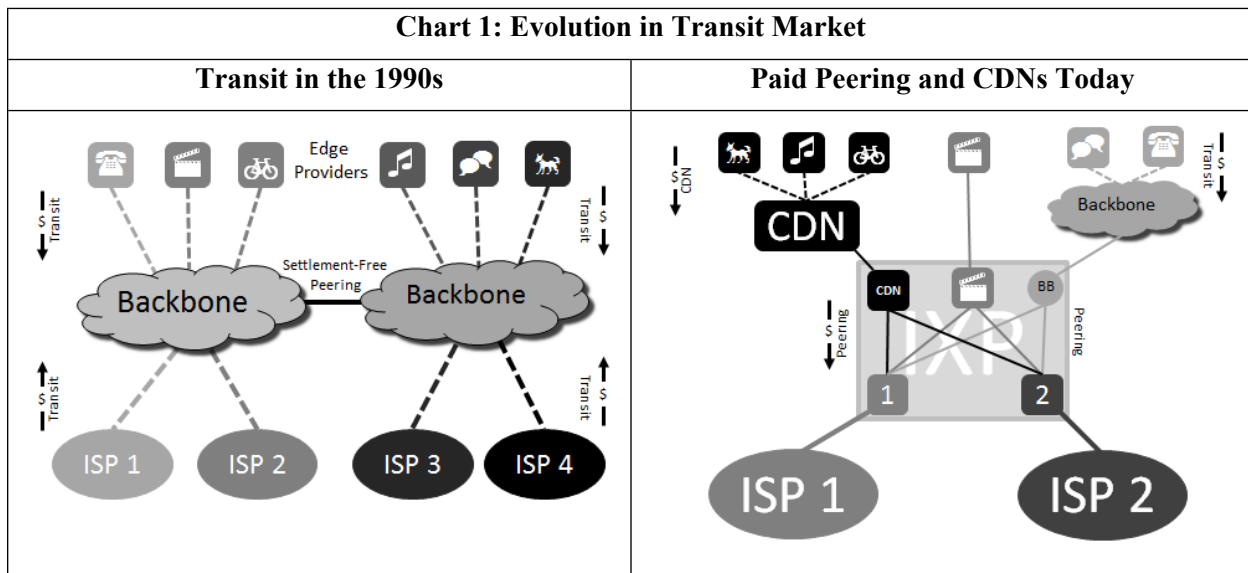 Chart 1: Evolution in Transit Market
Transit in the 1990s
Paid Peering and CDNs Today
Edge
Providers
$
Transit
$
Transit
Settlement-Free
Peering
Backbone
Backbone
$
Transit
$
Transit
ISP 1
ISP 2
ISP 3
ISP 4
$
CDN
$
Transit
CDN
Backbone
CDN
BB
IXP
$
Peering
Peering
1
2
ISP 1
ISP 2